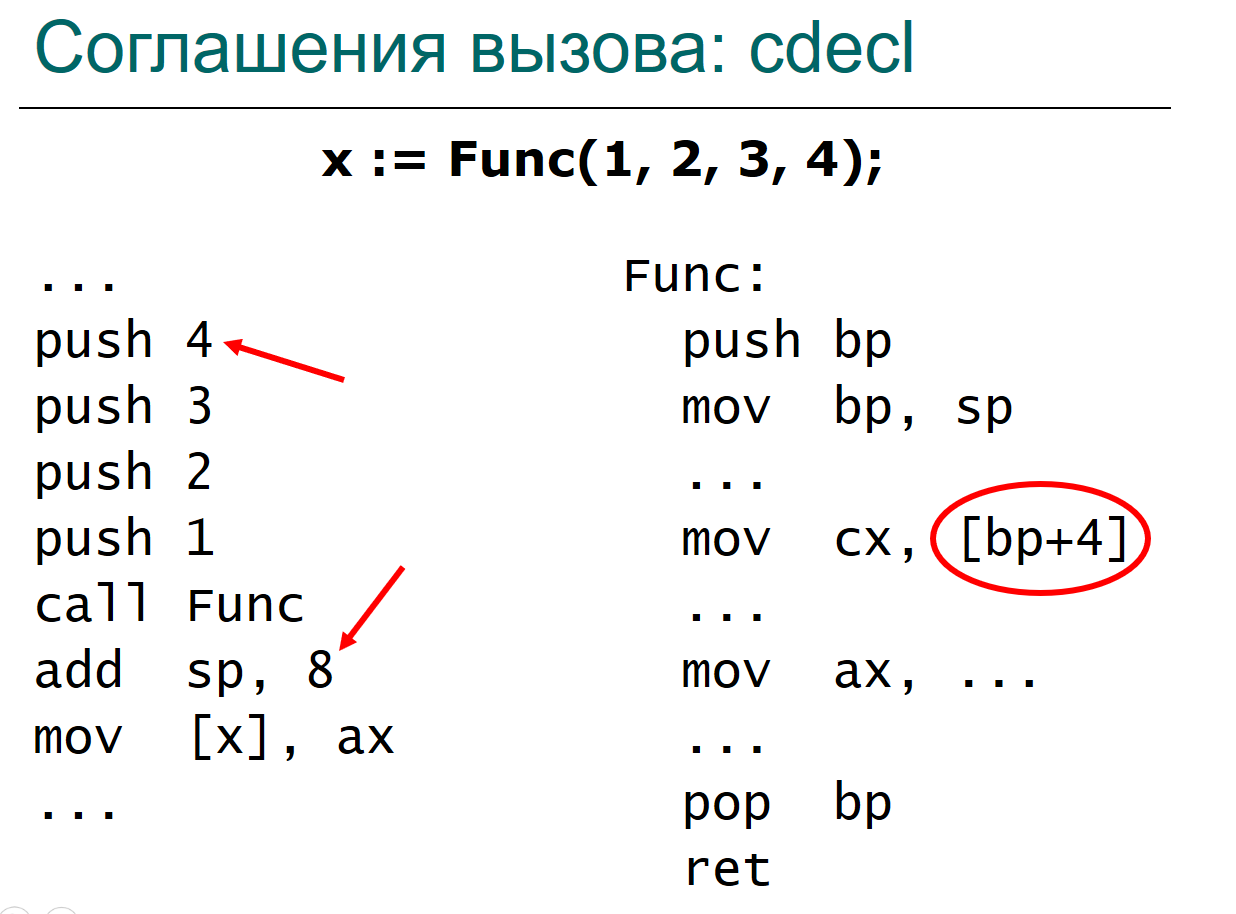 Соглашения вызова: cdecl
x := Func(1, 2, 3, 4);
...
push 4
push 3
push 2
push 1
call Func
add sp, 8
mov [x], ax
...
Func:
push bp
mov bp, sp
...
mov cx, [bp+4]
...
mov ax, ...
...
pop bp
ret